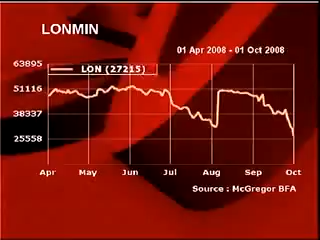 LONMIN
01 Apr 2008 - 01 Oct 2008
63895
LON (27215)
51116
38337
25558
Apr May Jun Jul Aug Sep Oct
Source : McGregor BFA